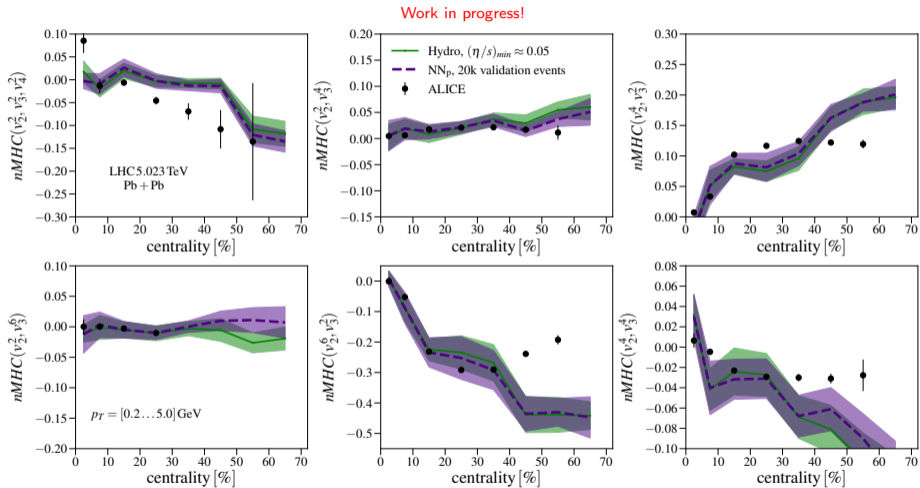 Work in progress!
nMHC(v₂², v₃², v₄²)
0.10
0.05
0.00
−0.05
−0.10
−0.15
−0.20
−0.25
−0.30
LHC 5.023 TeV
Pb + Pb
0 10 20 30 40 50 60 70
centrality [%]
nMHC(v₂², v₃⁴)
0.20
0.15
0.10
0.05
0.00
−0.05
−0.10
−0.15
Hydro, (η/s)ₘᵢₙ ≈ 0.05
NNₚ, 20k validation events
ALICE
0 10 20 30 40 50 60 70
centrality [%]
nMHC(v₂⁴, v₃²)
0.30
0.25
0.20
0.15
0.10
0.05
0.00
0 10 20 30 40 50 60 70
centrality [%]
nMHC(v₂², v₃⁶)
0.10
0.05
0.00
−0.05
−0.10
−0.15
−0.20
p_T = [0.2…5.0] GeV
0 10 20 30 40 50 60 70
centrality [%]
nMHC(v₂⁶, v₃²)
0.0
−0.1
−0.2
−0.3
−0.4
−0.5
0 10 20 30 40 50 60 70
centrality [%]
nMHC(v₂⁴, v₃⁴)
0.08
0.06
0.04
0.02
0.00
−0.02
−0.04
−0.06
−0.08
−0.10
0 10 20 30 40 50 60 70
centrality [%]